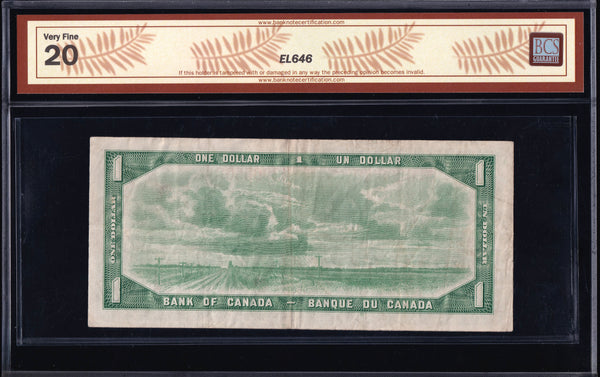 www.banknotecertification.com
Very Fine
20
EL646
BCS
GUARANTEE
If this holder is tampered with or damaged in any way the preceding opinion becomes invalid.
www.banknotecertification.com
1 ONE DOLLAR 1 UN DOLLAR 1
ONE DOLLAR
UN DOLLAR
1 BANK OF CANADA – BANQUE DU CANADA 1